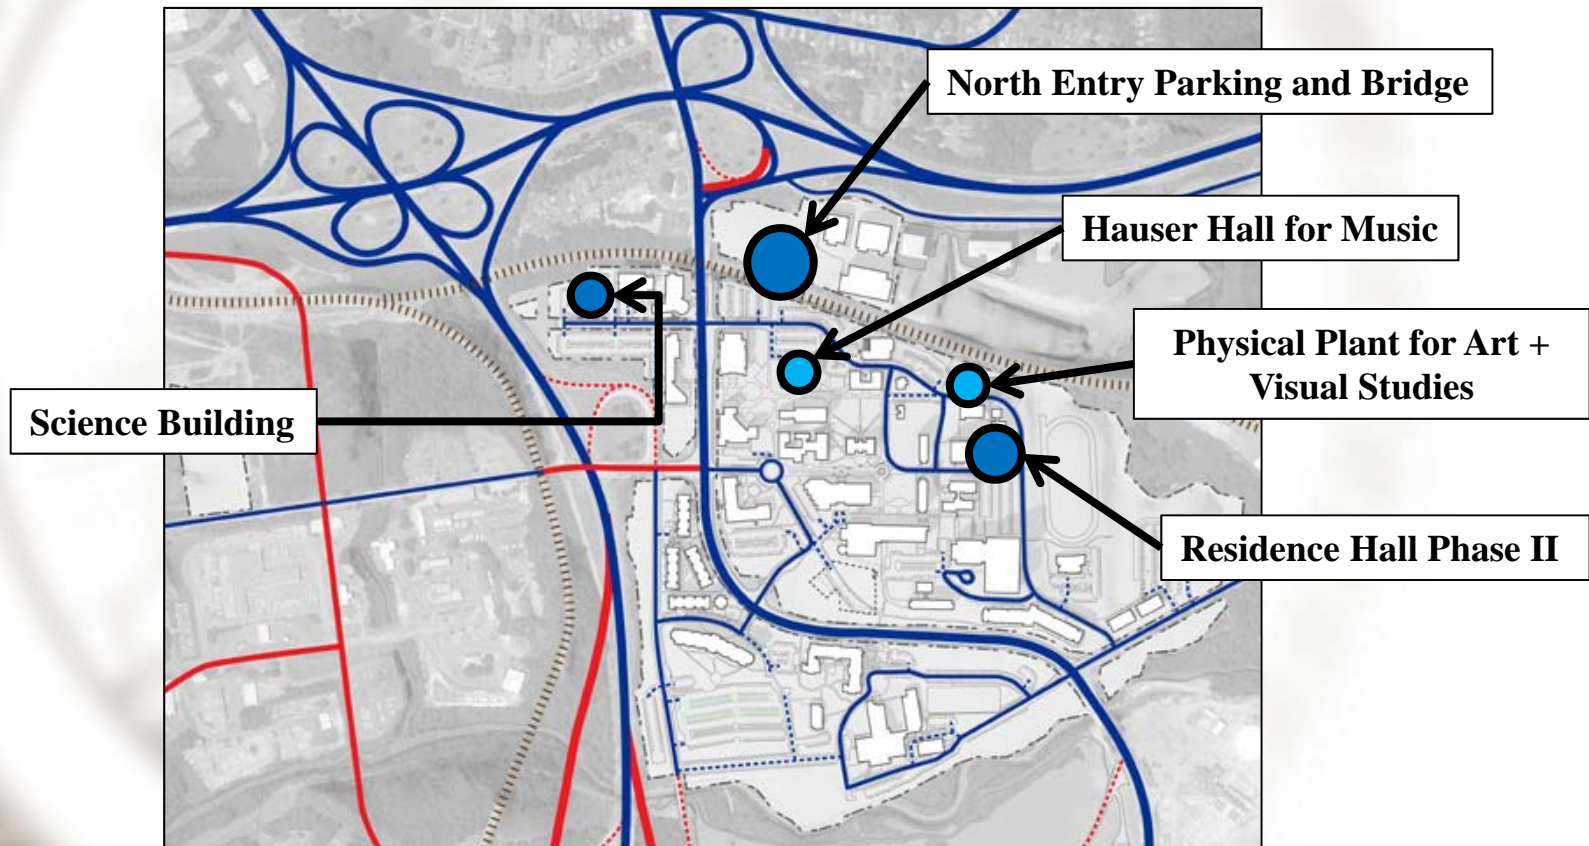 North Entry Parking and Bridge
Hauser Hall for Music
Physical Plant for Art +
Visual Studies
Science Building
Residence Hall Phase II